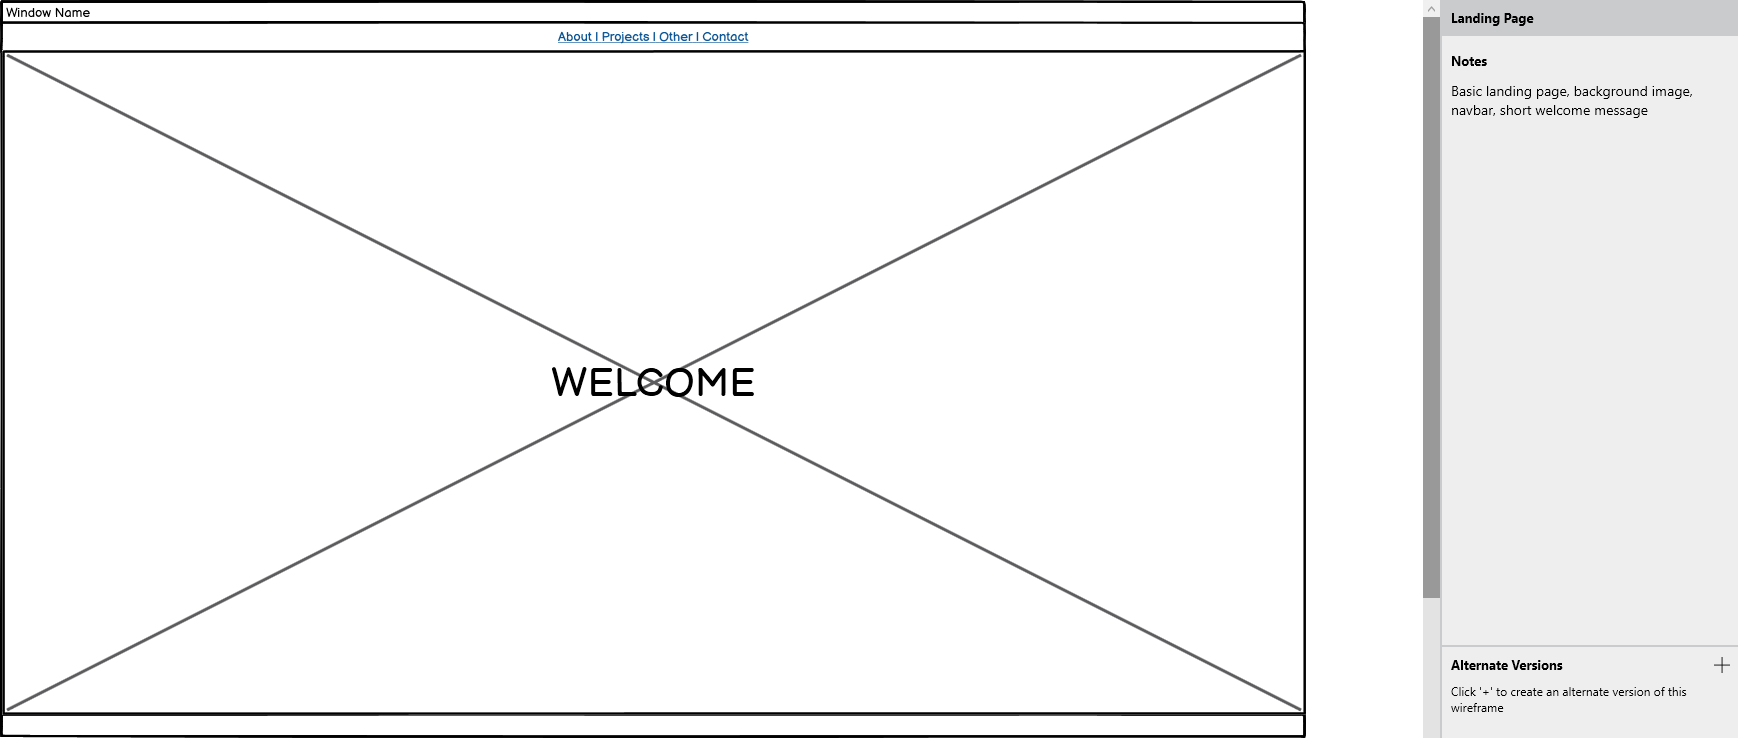 Window Name
About | Projects | Other | Contact
WELCOME
Landing Page
Notes
Basic landing page, background image,
navbar, short welcome message
Alternate Versions
Click '+' to create an alternate version of this
wireframe